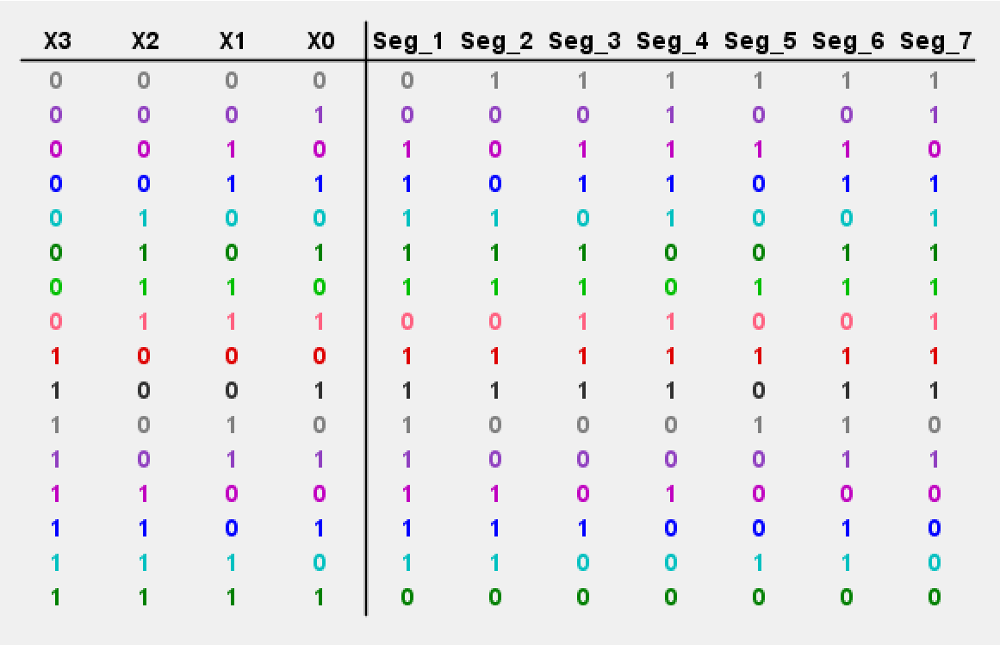 X3 X2 X1 X0 Seg_1 Seg_2 Seg_3 Seg_4 Seg_5 Seg_6 Seg_7
0 0 0 0 0 1 1 1 1 1 1
0 0 0 1 0 0 0 1 0 0 1
0 0 1 0 1 0 1 1 1 1 0
0 0 1 1 1 0 1 1 0 1 1
0 1 0 0 1 1 0 1 0 0 1
0 1 0 1 1 1 1 0 0 1 1
0 1 1 0 1 1 1 0 1 1 1
0 1 1 1 0 0 1 1 0 0 1
1 0 0 0 1 1 1 1 1 1 1
1 0 0 1 1 1 1 1 0 1 1
1 0 1 0 1 0 0 0 1 1 0
1 0 1 1 1 0 0 0 0 1 1
1 1 0 0 1 1 0 1 0 0 0
1 1 0 1 1 1 1 0 0 1 0
1 1 1 0 1 1 0 0 1 1 0
1 1 1 1 0 0 0 0 0 0 0